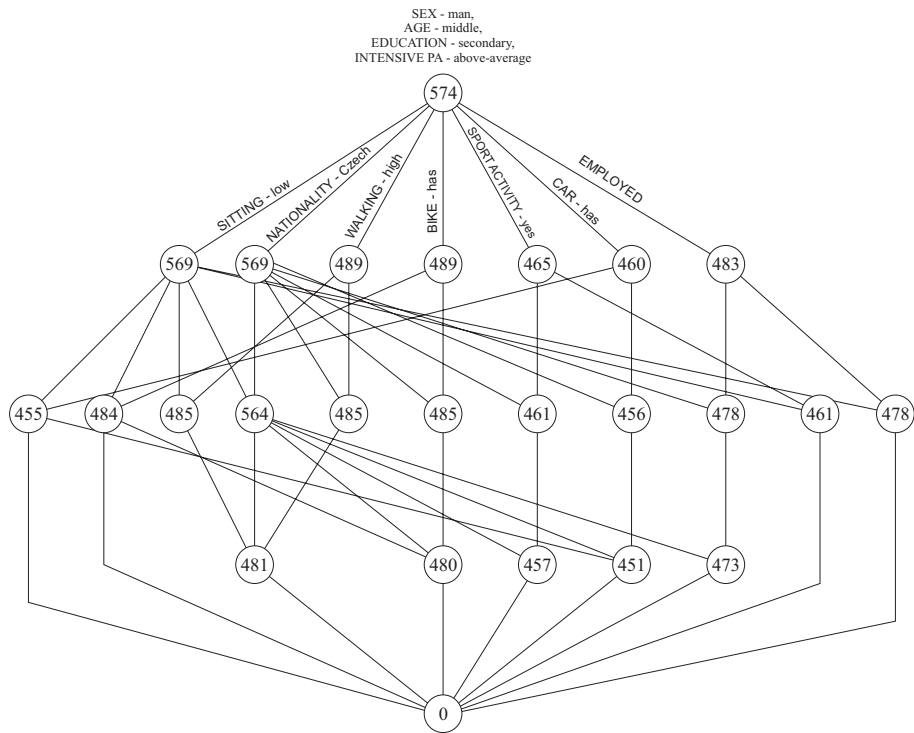 SEX - man,
AGE - middle,
EDUCATION - secondary,
INTENSIVE PA - above-average
574
SITTING - low
NATIONALITY - Czech
WALKING - high
BIKE - has
SPORT ACTIVITY - yes
CAR - has
EMPLOYED
569 569 489 489 465 460 483
455 484 485 564 485 485 461 456 478 461 478
481 480 457 451 473
0